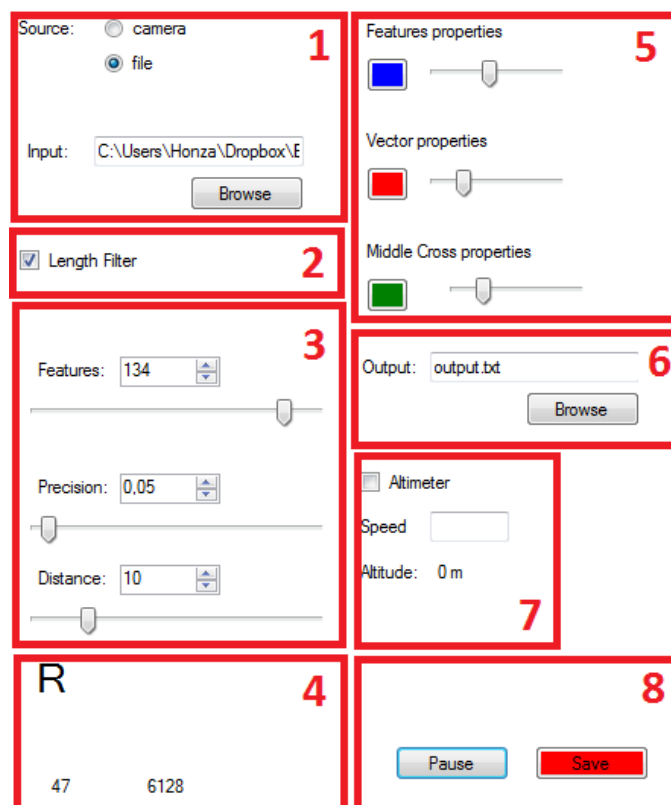 Source: camera
file
1
Input: C:\Users\Honza\Dropbox\E
Browse
Length Filter
2
3
Features: 134
Precision: 0,05
Distance: 10
R
4
47 6128
Features properties
5
Vector properties
Middle Cross properties
6
Output: output.txt
Browse
Altimeter
Speed
Altitude: 0 m
7
8
Pause Save